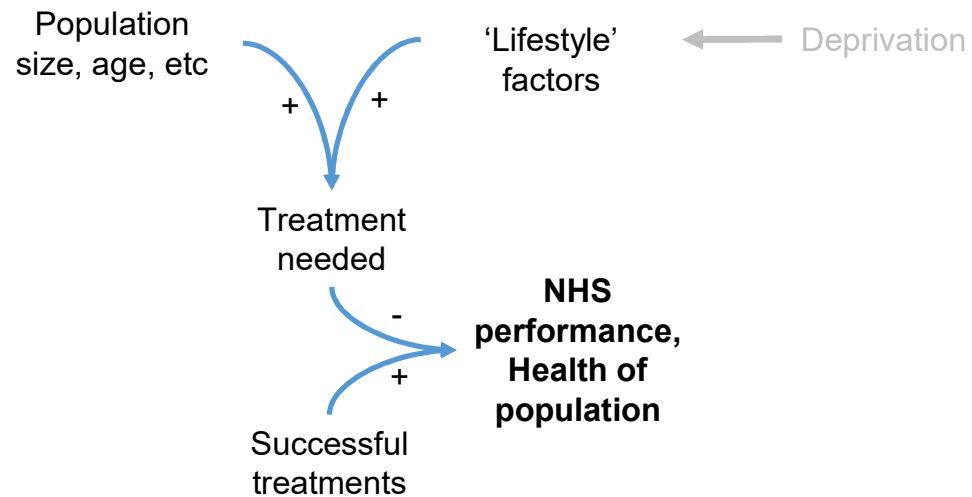 Population
size, age, etc
‘Lifestyle’
factors
Deprivation
+
+
Treatment
needed
-
+
NHS
performance,
Health of
population
Successful
treatments